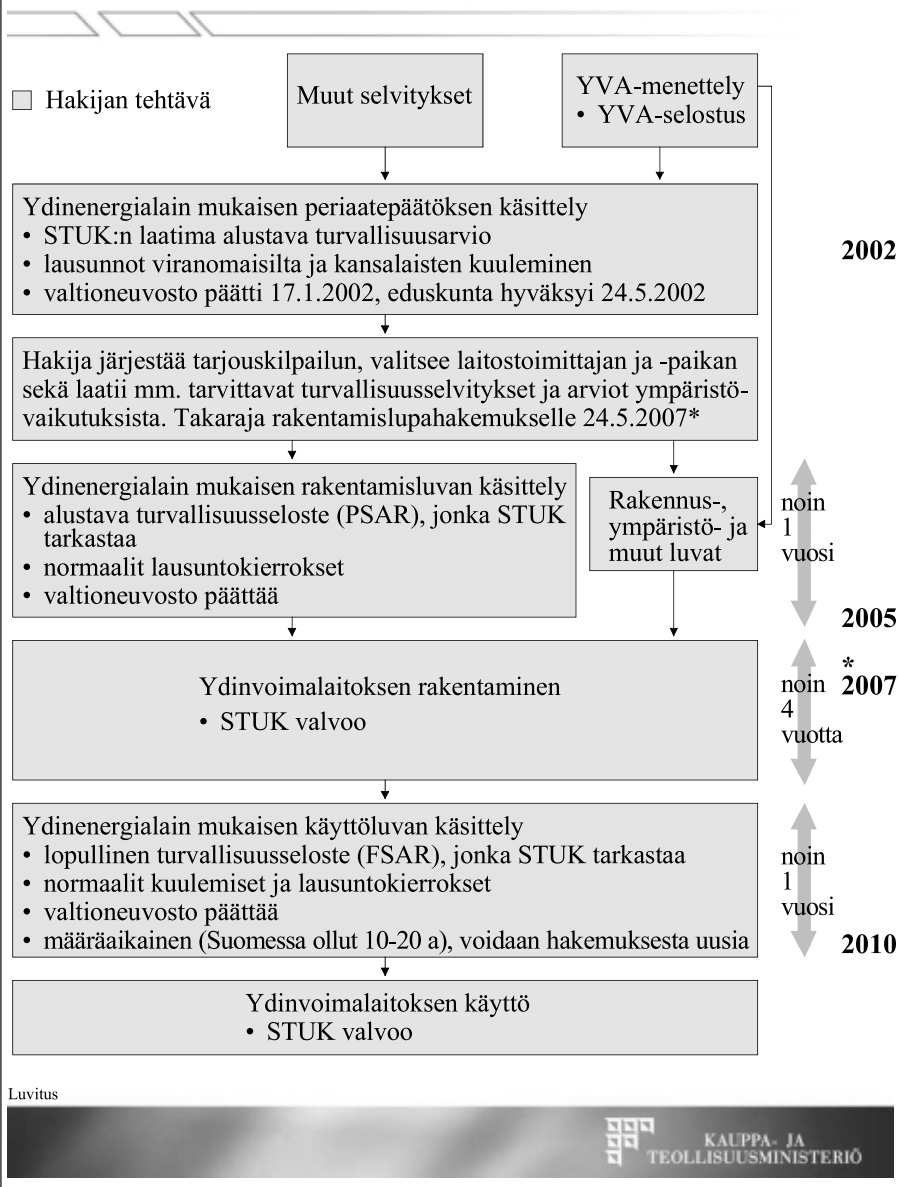 Hakijan tehtävä
Muut selvitykset
YVA-menettely
• YVA-selostus
Ydinenergialain mukaisen periaatepäätöksen käsittely
• STUK:n laatima alustava turvallisuusarvio
• lausunnot viranomaisilta ja kansalaisten kuuleminen
• valtioneuvosto päätti 17.1.2002, eduskunta hyväksyi 24.5.2002
2002
Hakija järjestää tarjouskilpailun, valitsee laitostoimittajan ja -paikan
sekä laatii mm. tarvittavat turvallisuusselvitykset ja arviot ympäristö-
vaikutuksista. Takaraja rakentamislupahakemukselle 24.5.2007*
Ydinenergialain mukaisen rakentamisluvan käsittely
• alustava turvallisuusseloste (PSAR), jonka STUK
tarkastaa
• normaalit lausuntokierrokset
• valtioneuvosto päättää
Rakennus-,
ympäristö- ja
muut luvat
noin
1
vuosi
2005
Ydinvoimalaitoksen rakentaminen
• STUK valvoo
noin
4
vuotta
*
2007
Ydinenergialain mukaisen käyttöluvan käsittely
• lopullinen turvallisuusseloste (FSAR), jonka STUK tarkastaa
• normaalit kuulemiset ja lausuntokierrokset
• valtioneuvosto päättää
• määräaikainen (Suomessa ollut 10-20 a), voidaan hakemuksesta uusia
noin
1
vuosi
2010
Ydinvoimalaitoksen käyttö
• STUK valvoo
Luvitus
KAUPPA- JA
TEOLLISUUSMINISTERIÖ